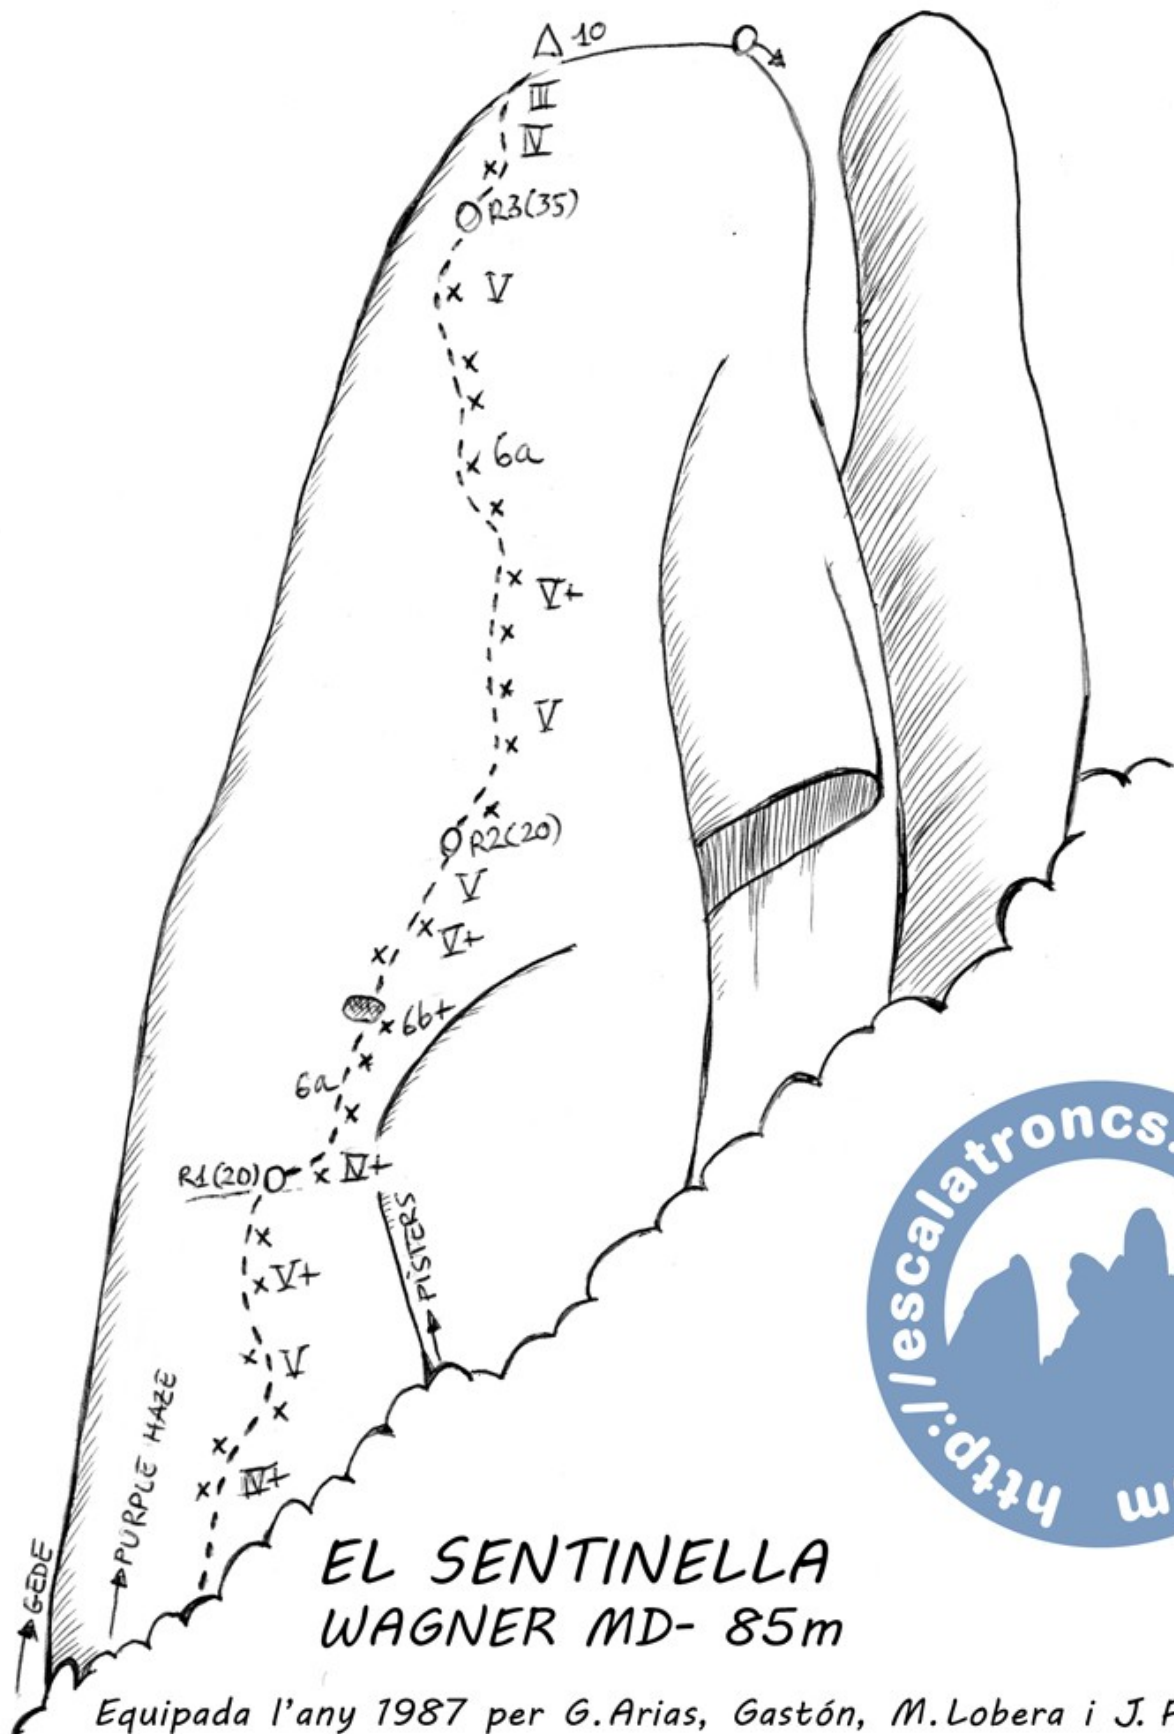 △ 10
III
IV
R3(35)
V
6a
V+
V
R2(20)
V
V+
6b+
6a
R1(20)
IV+
V+
V
IV+
PISTERS
PURPLE HAZE
GEDE
http://escalatroncs.
m
EL SENTINELLA
WAGNER MD- 85m
Equipada l'any 1987 per G.Arias, Gastón, M.Lobera i J.